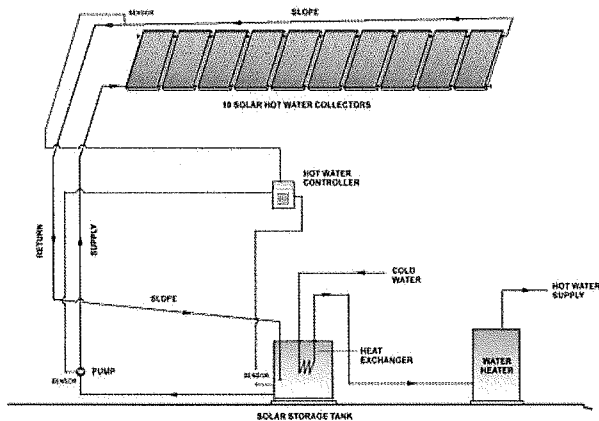 SENSOR
SLOPE
10 SOLAR HOT WATER COLLECTORS
HOT WATER
CONTROLLER
RETURN
SUPPLY
COLD
WATER
HOT WATER
SUPPLY
SLOPE
HEAT
EXCHANGER
WATER
HEATER
PUMP
SENSOR
SENSOR
SOLAR STORAGE TANK